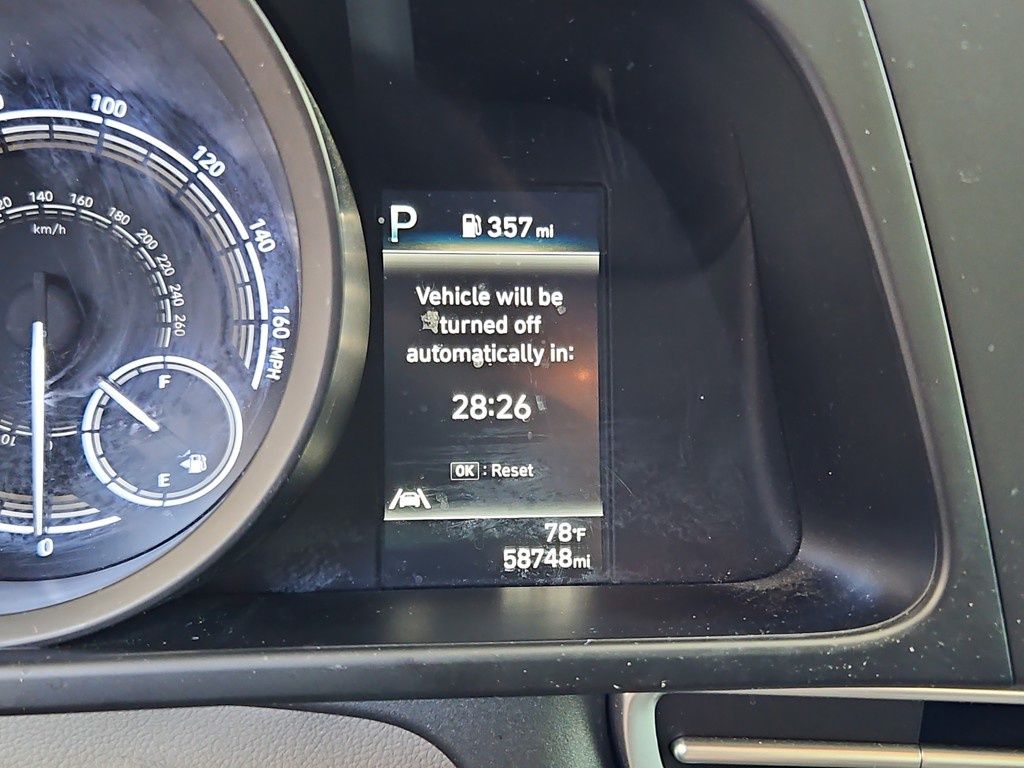 100
120
140
160 MPH
140
160
180
200
220
240
260
km/h
F
E
0
P
357 mi
Vehicle will be
turned off
automatically in:
28:26
OK : Reset
78°F
58748mi